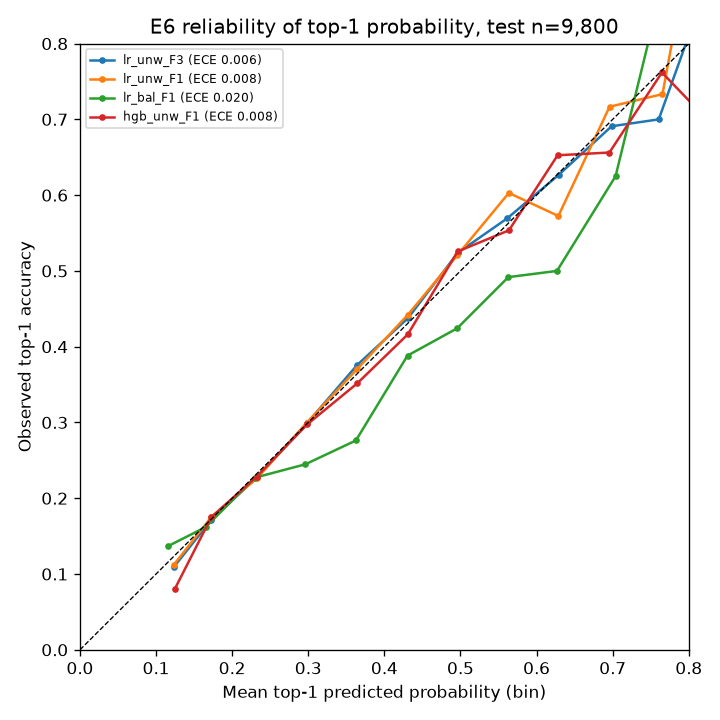 E6 reliability of top-1 probability, test n=9,800
lr_unw_F3 (ECE 0.006)
lr_unw_F1 (ECE 0.008)
lr_bal_F1 (ECE 0.020)
hgb_unw_F1 (ECE 0.008)
Observed top-1 accuracy
0.8
0.7
0.6
0.5
0.4
0.3
0.2
0.1
0.0
0.0 0.1 0.2 0.3 0.4 0.5 0.6 0.7 0.8
Mean top-1 predicted probability (bin)